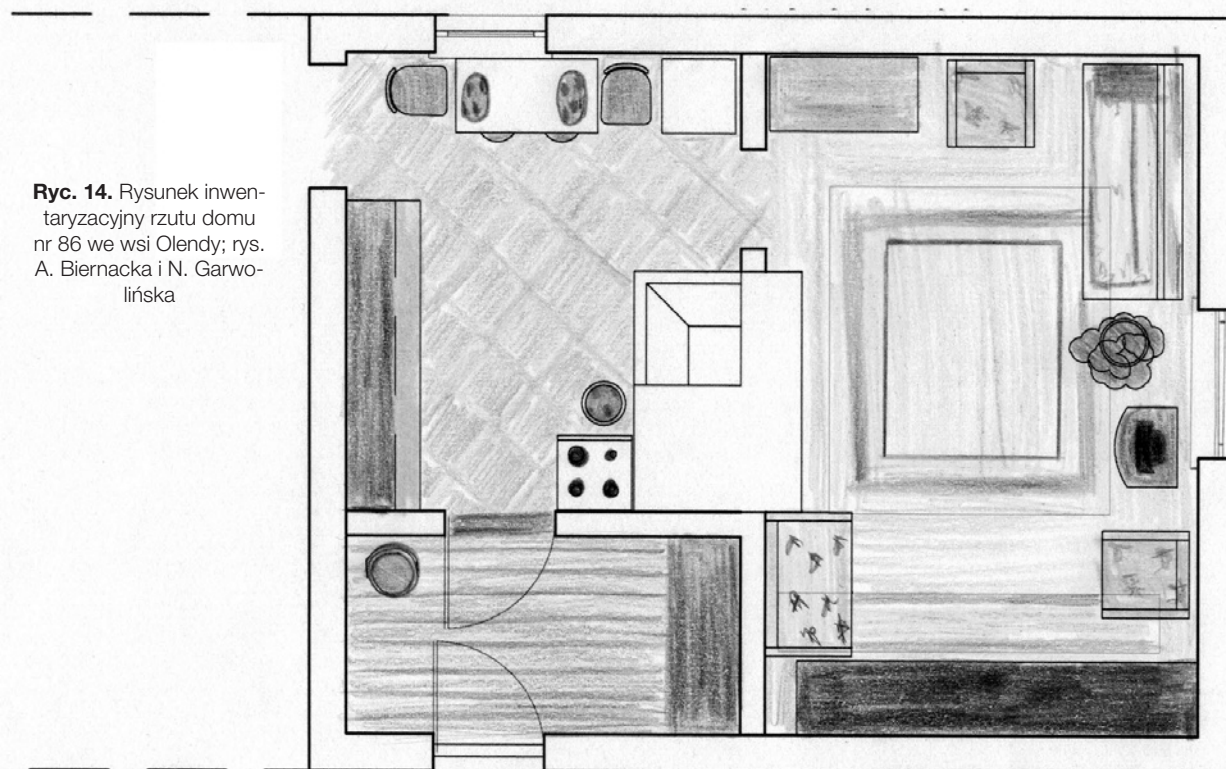 Ryc. 14. Rysunek inwen-
taryzacyjny rzutu domu
nr 86 we wsi Olendy; rys.
A. Biernacka i N. Garwo-
lińska